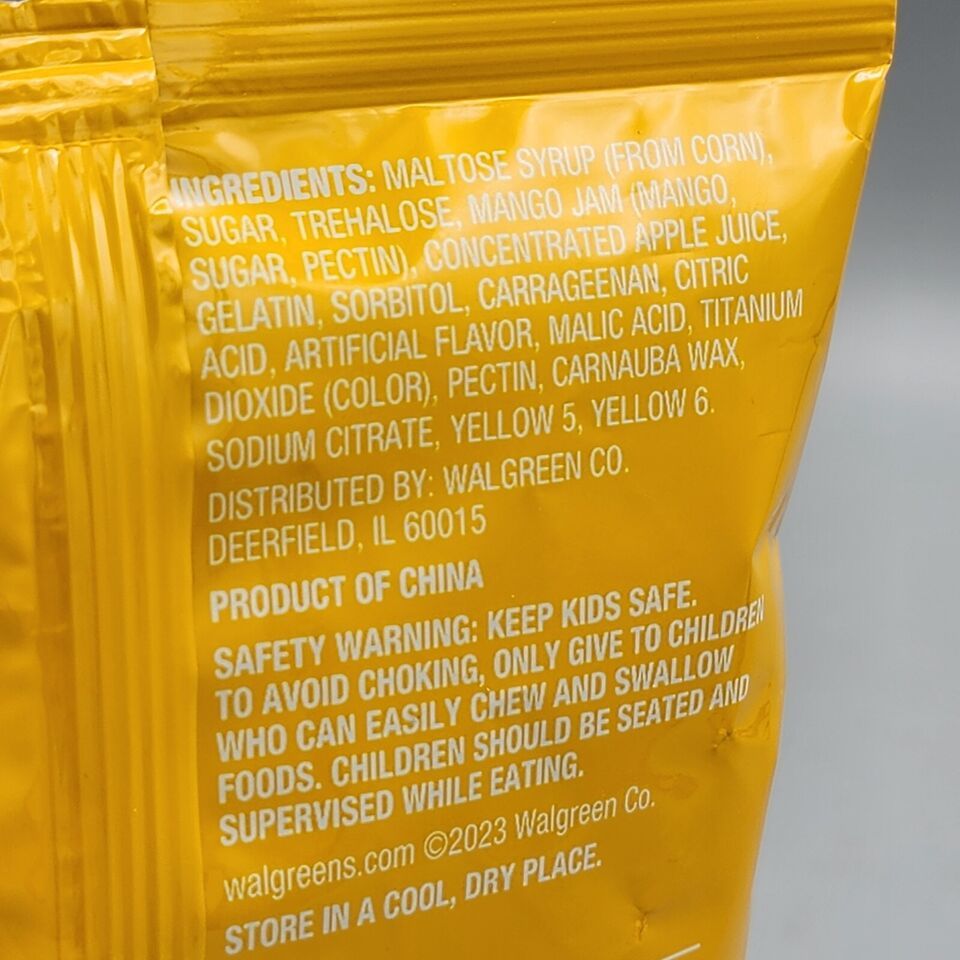 INGREDIENTS: MALTOSE SYRUP (FROM CORN),
SUGAR, TREHALOSE, MANGO JAM (MANGO,
SUGAR, PECTIN), CONCENTRATED APPLE JUICE,
GELATIN, SORBITOL, CARRAGEENAN, CITRIC
ACID, ARTIFICIAL FLAVOR, MALIC ACID, TITANIUM
DIOXIDE (COLOR), PECTIN, CARNAUBA WAX,
SODIUM CITRATE, YELLOW 5, YELLOW 6.
DISTRIBUTED BY: WALGREEN CO.
DEERFIELD, IL 60015
PRODUCT OF CHINA
SAFETY WARNING: KEEP KIDS SAFE.
TO AVOID CHOKING, ONLY GIVE TO CHILDREN
WHO CAN EASILY CHEW AND SWALLOW
FOODS. CHILDREN SHOULD BE SEATED AND
SUPERVISED WHILE EATING.
walgreens.com ©2023 Walgreen Co.
STORE IN A COOL, DRY PLACE.